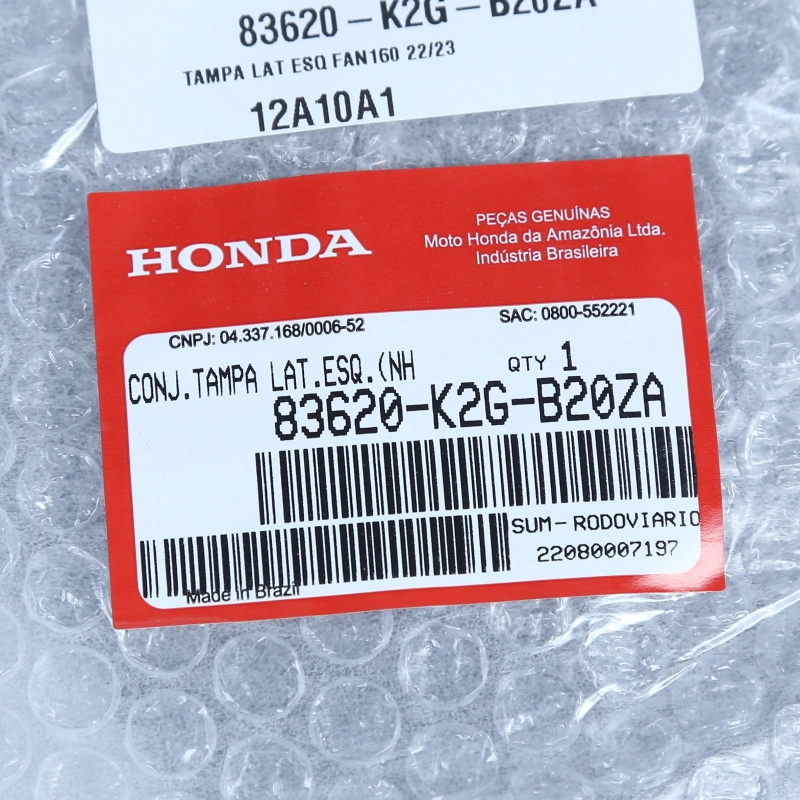 83620-K2G-B20ZA
TAMPA LAT ESQ FAN160 22/23
12A10A1
HONDA
PEÇAS GENUÍNAS
Moto Honda da Amazônia Ltda.
Indústria Brasileira
CNPJ: 04.337.168/0006-52
SAC: 0800-552221
CONJ.TAMPA LAT.ESQ.(NH
QTY 1
83620-K2G-B20ZA
SUM-RODOVIARIO
22080007197
Made in Brazil